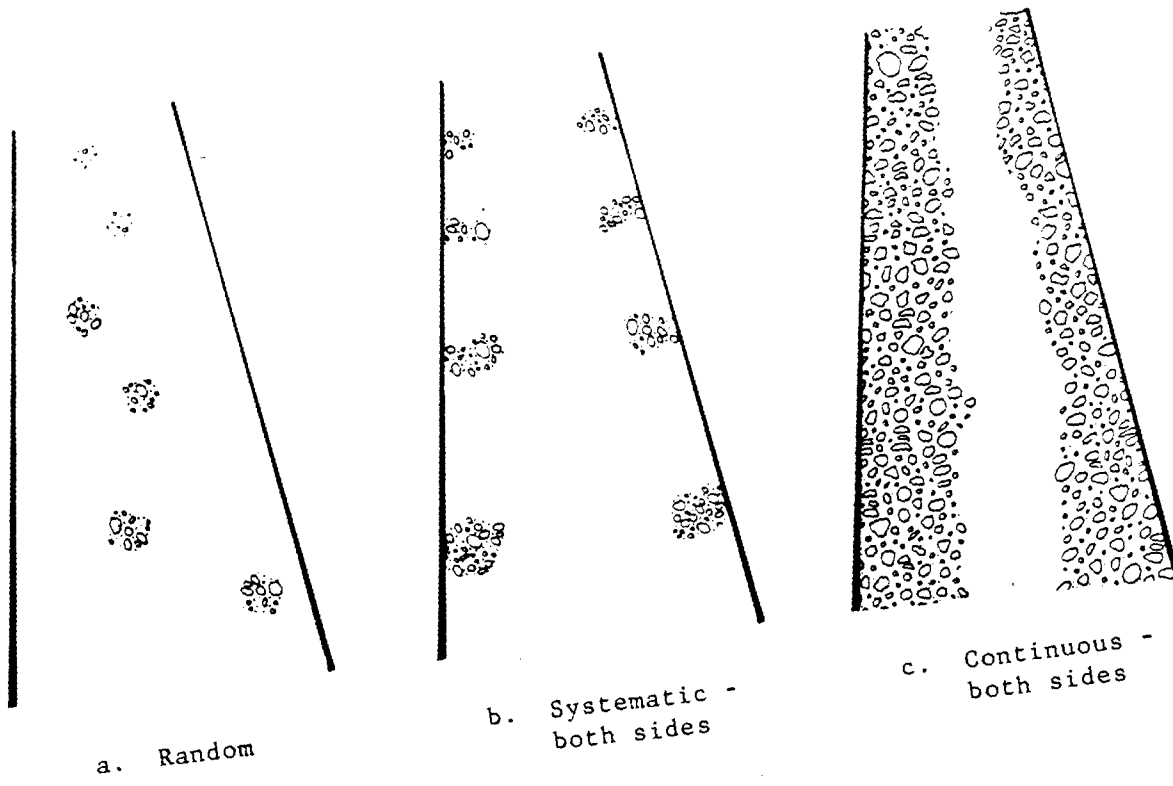 a. Random
b. Systematic -
both sides
c. Continuous -
both sides